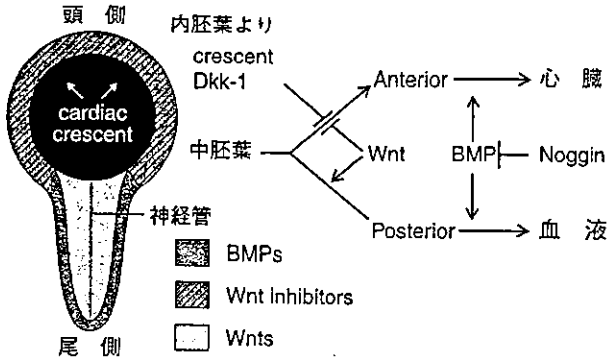 頭 側
cardiac
crescent
神経管
尾 側
BMPs
Wnt Inhibitors
Wnts
内胚葉より
crescent
Dkk-1
中胚葉
Anterior
心 臓
Wnt
BMP
Noggin
Posterior
血 液